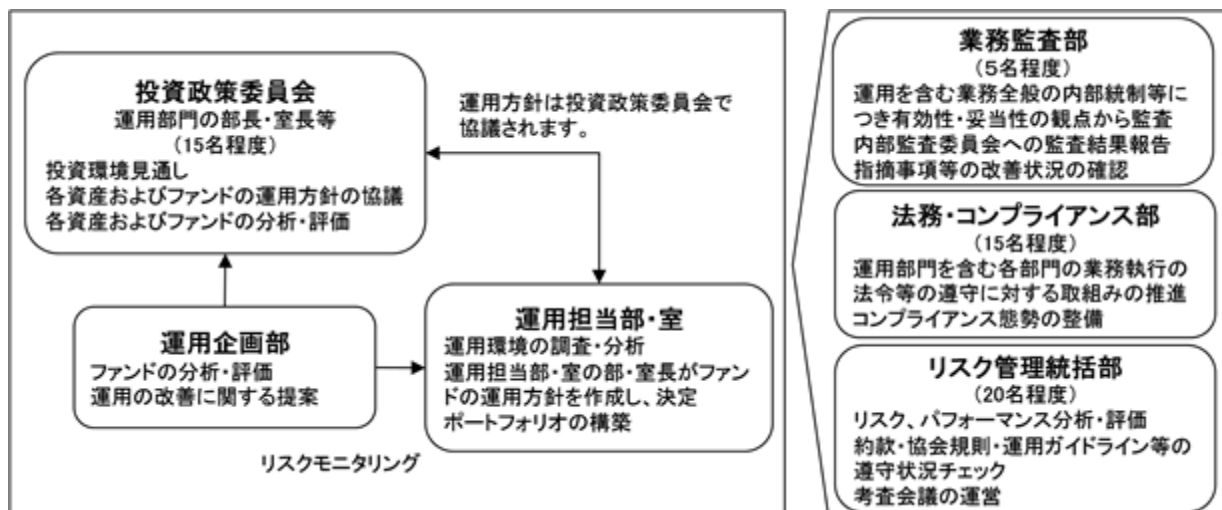 投資政策委員会
運用部門の部長・室長等
(15名程度)
投資環境見通し
各資産およびファンドの運用方針の協議
各資産およびファンドの分析・評価
運用方針は投資政策委員会で
協議されます。
運用企画部
ファンドの分析・評価
運用の改善に関する提案
運用担当部・室
運用環境の調査・分析
運用担当部・室の部・室長がファン
ドの運用方針を作成し、決定
ポートフォリオの構築
リスクモニタリング
業務監査部
(5名程度)
運用を含む業務全般の内部統制等に
つき有効性・妥当性の観点から監査
内部監査委員会への監査結果報告
指摘事項等の改善状況の確認
法務・コンプライアンス部
(15名程度)
運用部門を含む各部門の業務執行の
法令等の遵守に対する取組みの推進
コンプライアンス態勢の整備
リスク管理統括部
(20名程度)
リスク、パフォーマンス分析・評価
約款・協会規則・運用ガイドライン等の
遵守状況チェック
考査会議の運営